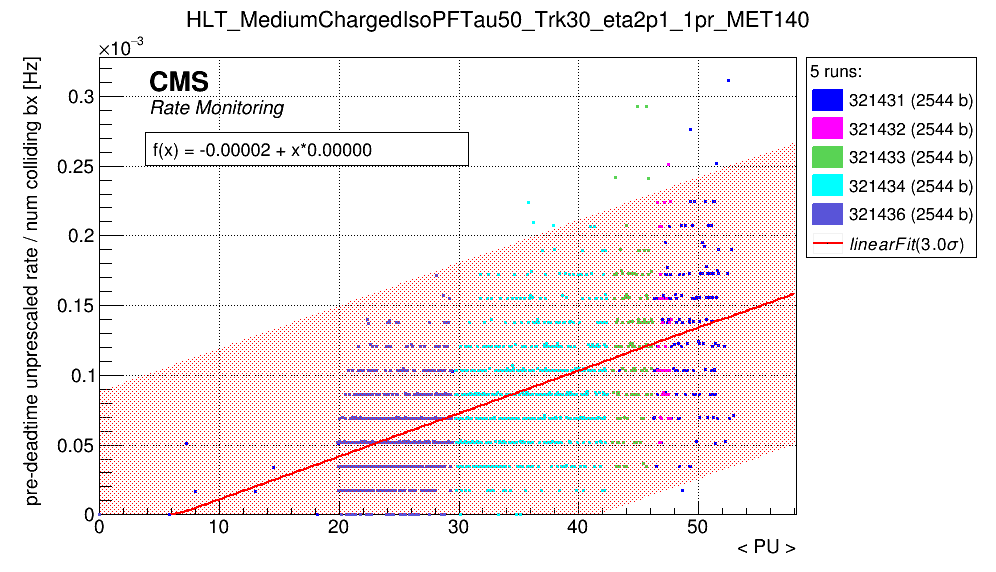 HLT_MediumChargedIsoPFTau50_Trk30_eta2p1_1pr_MET140
×10⁻³
pre-deadtime unprescaled rate / num colliding bx [Hz]
CMS
Rate Monitoring
f(x) = -0.00002 + x*0.00000
0.3
0.25
0.2
0.15
0.1
0.05
0
0 10 20 30 40 50
< PU >
5 runs:
321431 (2544 b)
321432 (2544 b)
321433 (2544 b)
321434 (2544 b)
321436 (2544 b)
linearFit(3.0σ)